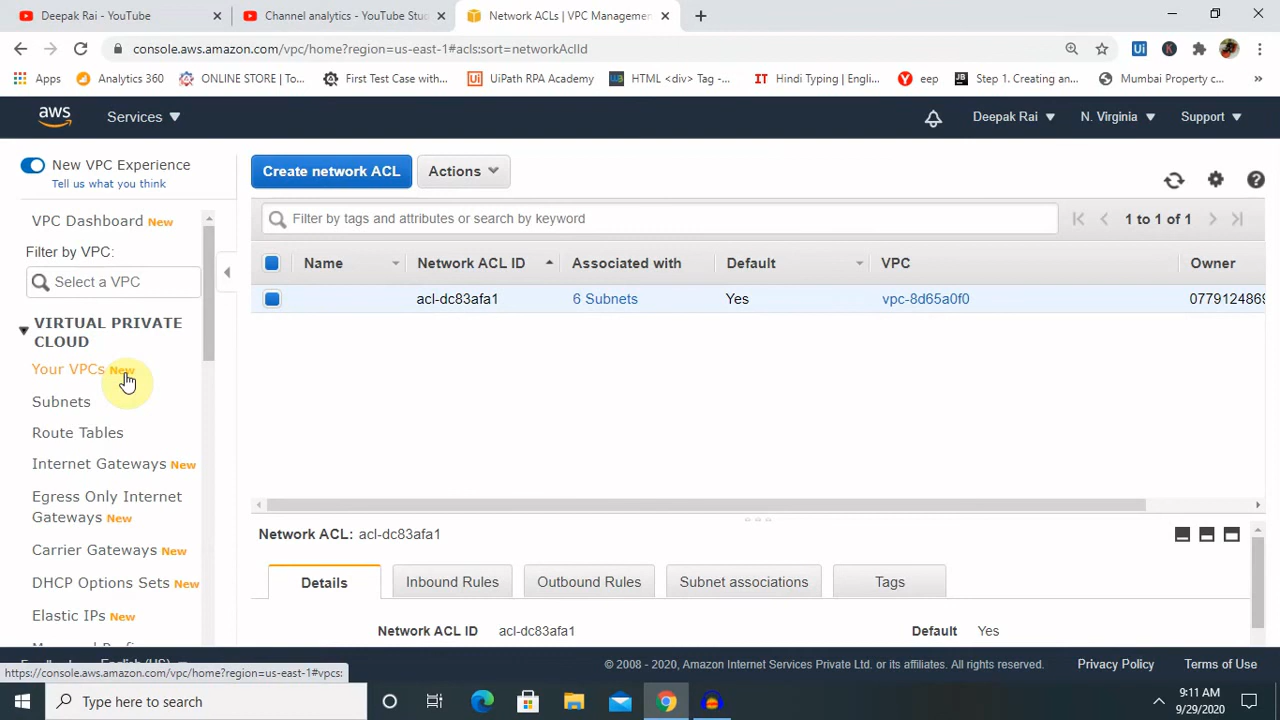 Deepak Rai - YouTube
Channel analytics - YouTube Stu
Network ACLs | VPC Managemen
console.aws.amazon.com/vpc/home?region=us-east-1#acls:sort=networkAclId
Apps
Analytics 360
ONLINE STORE | To...
First Test Case with...
UiPath RPA Academy
HTML <div> Tag -...
IT Hindi Typing | Engli...
eep
Step 1. Creating an...
Mumbai Property c...
aws
Services
Deepak Rai
N. Virginia
Support
New VPC Experience
Tell us what you think
Create network ACL
Actions
VPC Dashboard New
Filter by tags and attributes or search by keyword
1 to 1 of 1
Filter by VPC:
Select a VPC
Name
Network ACL ID
Associated with
Default
VPC
Owner
acl-dc83afa1
6 Subnets
Yes
vpc-8d65a0f0
0779124869
VIRTUAL PRIVATE
CLOUD
Your VPCs New
Subnets
Route Tables
Internet Gateways New
Egress Only Internet
Gateways New
Carrier Gateways New
DHCP Options Sets New
Elastic IPs New
Network ACL: acl-dc83afa1
Details
Inbound Rules
Outbound Rules
Subnet associations
Tags
Network ACL ID acl-dc83afa1
Default Yes
https://console.aws.amazon.com/vpc/home?region=us-east-1#vpcs:
© 2008 - 2020, Amazon Internet Services Private Ltd. or its affiliates. All rights reserved.
Privacy Policy
Terms of Use
Type here to search
9:11 AM
9/29/2020